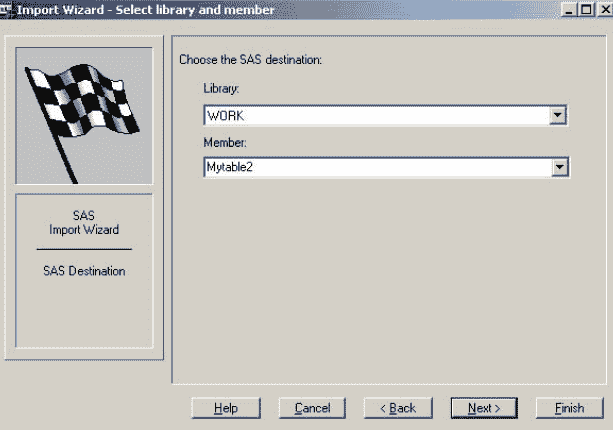 Import Wizard - Select library and member
Choose the SAS destination:
Library:
WORK
Member:
Mytable2
SAS
Import Wizard
SAS Destination
Help
Cancel
< Back
Next >
Finish